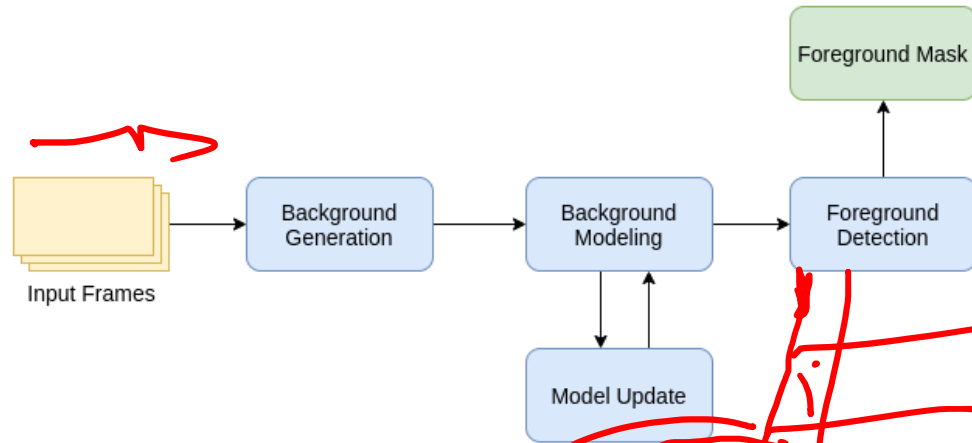 Foreground Mask
Background
Generation
Background
Modeling
Foreground
Detection
Input Frames
Model Update